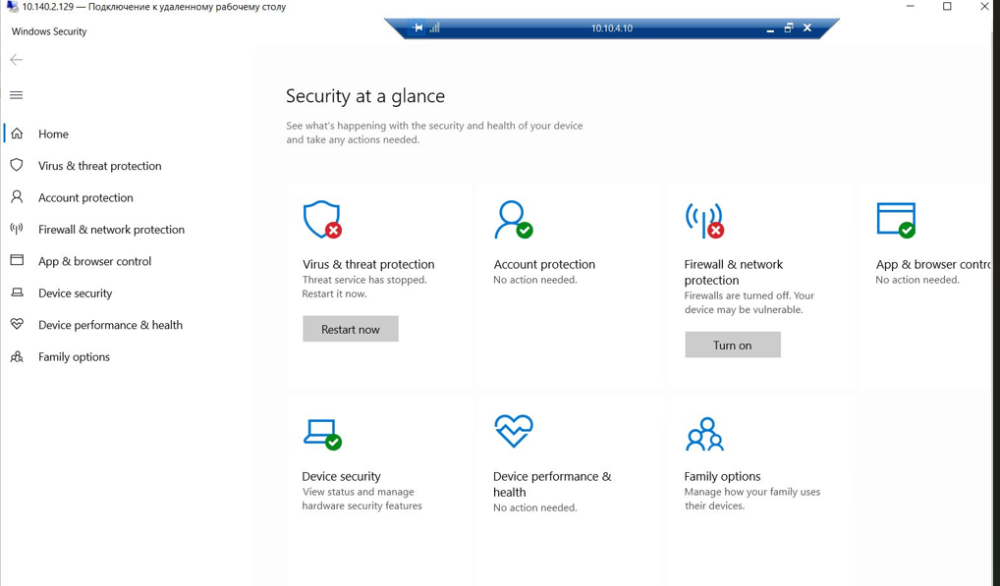 10.140.2.129 — Подключение к удаленному рабочему столу
10.10.4.10
Windows Security
Home
Virus & threat protection
Account protection
Firewall & network protection
App & browser control
Device security
Device performance & health
Family options
Security at a glance
See what's happening with the security and health of your device
and take any actions needed.
Virus & threat protection
Threat service has stopped.
Restart it now.
Restart now
Account protection
No action needed.
Firewall & network
protection
Firewalls are turned off. Your
device may be vulnerable.
Turn on
App & browser contro
No action needed.
Device security
View status and manage
hardware security features
Device performance &
health
No action needed.
Family options
Manage how your family uses
their devices.